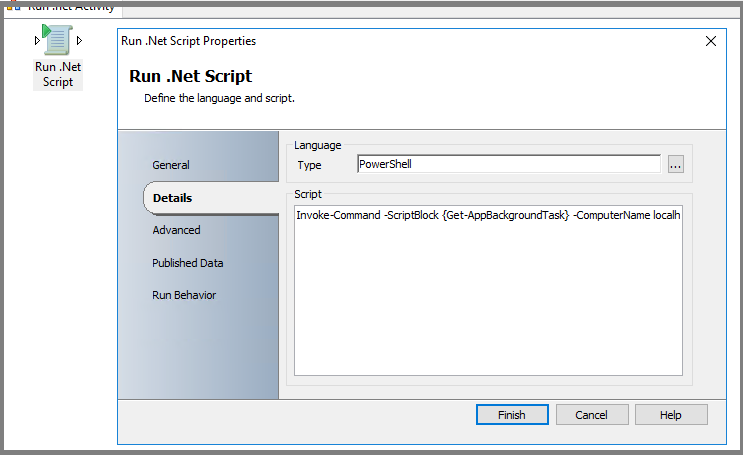 Run .Net Activity
Run .Net
Script
Run .Net Script Properties
Run .Net Script
Define the language and script.
General
Details
Advanced
Published Data
Run Behavior
Language
Type
PowerShell
...
Script
Invoke-Command -ScriptBlock {Get-AppBackgroundTask} -ComputerName localh
Finish
Cancel
Help